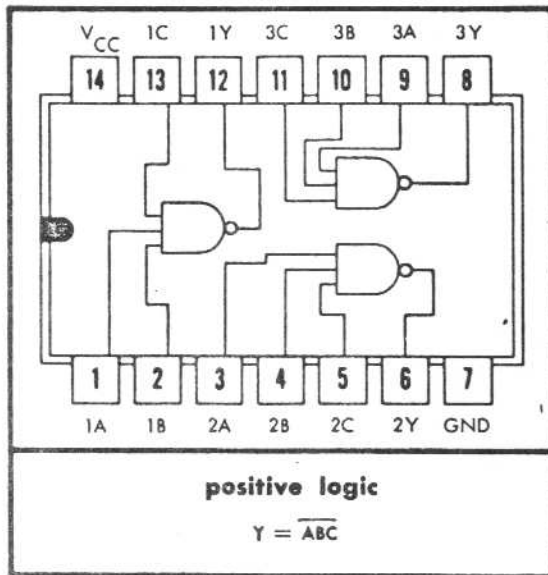 VCC 1C 1Y 3C 3B 3A 3Y
14 13 12 11 10 9 8
1 2 3 4 5 6 7
1A 1B 2A 2B 2C 2Y GND
positive logic
Y = \overline{ABC}